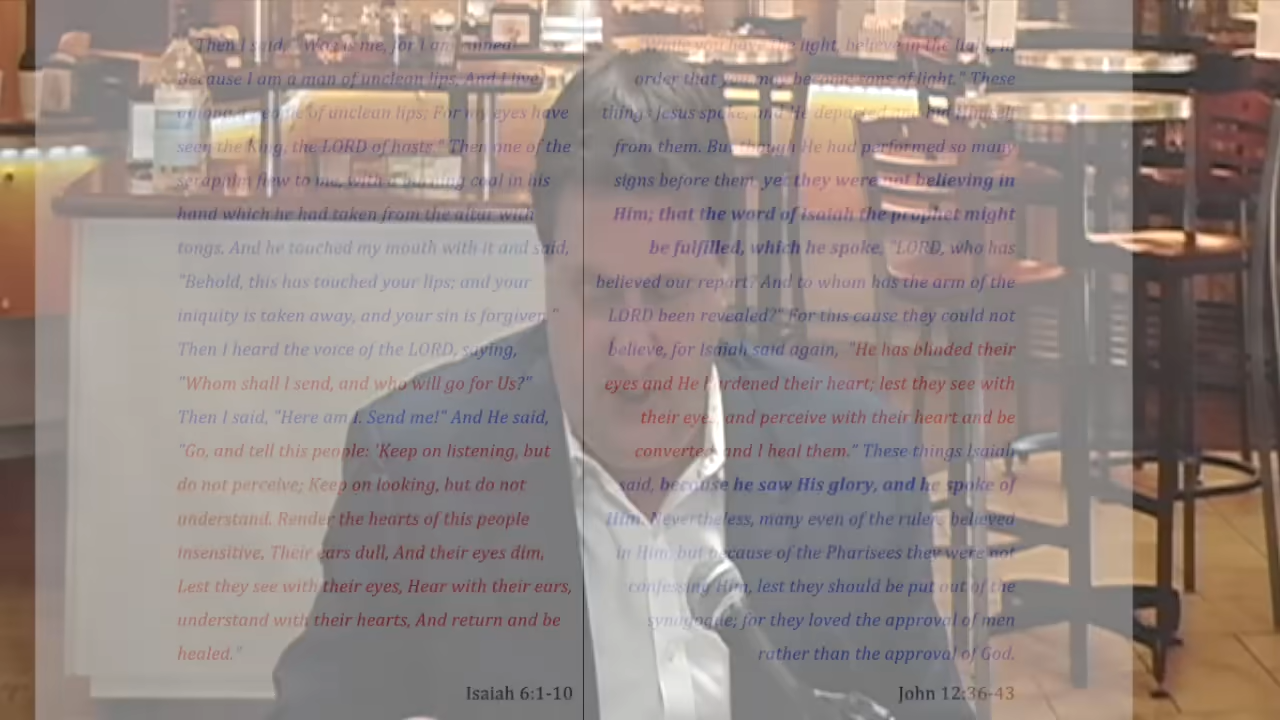 Then I said, "Woe is me, for I am ruined!
Because I am a man of unclean lips, And I live
among a people of unclean lips; For my eyes have
seen the King, the LORD of hosts." Then one of the
seraphim flew to me, with a burning coal in his
hand which he had taken from the altar with
tongs. And he touched my mouth with it and said,
"Behold, this has touched your lips; and your
iniquity is taken away, and your sin is forgiven."
Then I heard the voice of the LORD, saying,
"Whom shall I send, and who will go for Us?"
Then I said, "Here am I. Send me!" And He said,
"Go, and tell this people: 'Keep on listening, but
do not perceive; Keep on looking, but do not
understand. Render the hearts of this people
insensitive, Their ears dull, And their eyes dim,
Lest they see with their eyes, Hear with their ears,
understand with their hearts, And return and be
healed."
Isaiah 6:1-10
While you have the light, believe in the light, in
order that you may become sons of light." These
things Jesus spoke, and He departed and hid Himself
from them. But though He had performed so many
signs before them, yet they were not believing in
Him; that the word of Isaiah the prophet might
be fulfilled, which he spoke, "LORD, who has
believed our report? And to whom has the arm of the
LORD been revealed?" For this cause they could not
believe, for Isaiah said again, "He has blinded their
eyes and He hardened their heart; lest they see with
their eyes, and perceive with their heart and be
converted and I heal them." These things Isaiah
said, because he saw His glory, and he spoke of
Him. Nevertheless, many even of the rulers believed
in Him, but because of the Pharisees they were not
confessing Him, lest they should be put out of the
synagogue; for they loved the approval of men
rather than the approval of God.
John 12:36-43